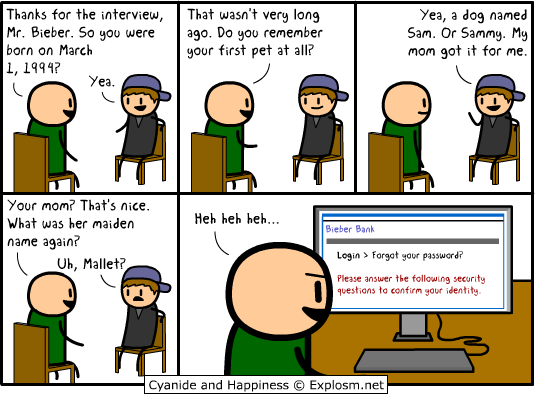 Thanks for the interview,
Mr. Bieber. So you were
born on March
1, 1994?
Yea.
That wasn't very long
ago. Do you remember
your first pet at all?
Yea, a dog named
Sam. Or Sammy. My
mom got it for me.
Your mom? That's nice.
What was her maiden
name again?
Uh, Mallet?
Heh heh heh...
Bieber Bank
Login > Forgot your password?
Please answer the following security
questions to confirm your identity.
Cyanide and Happiness © Explosm.net